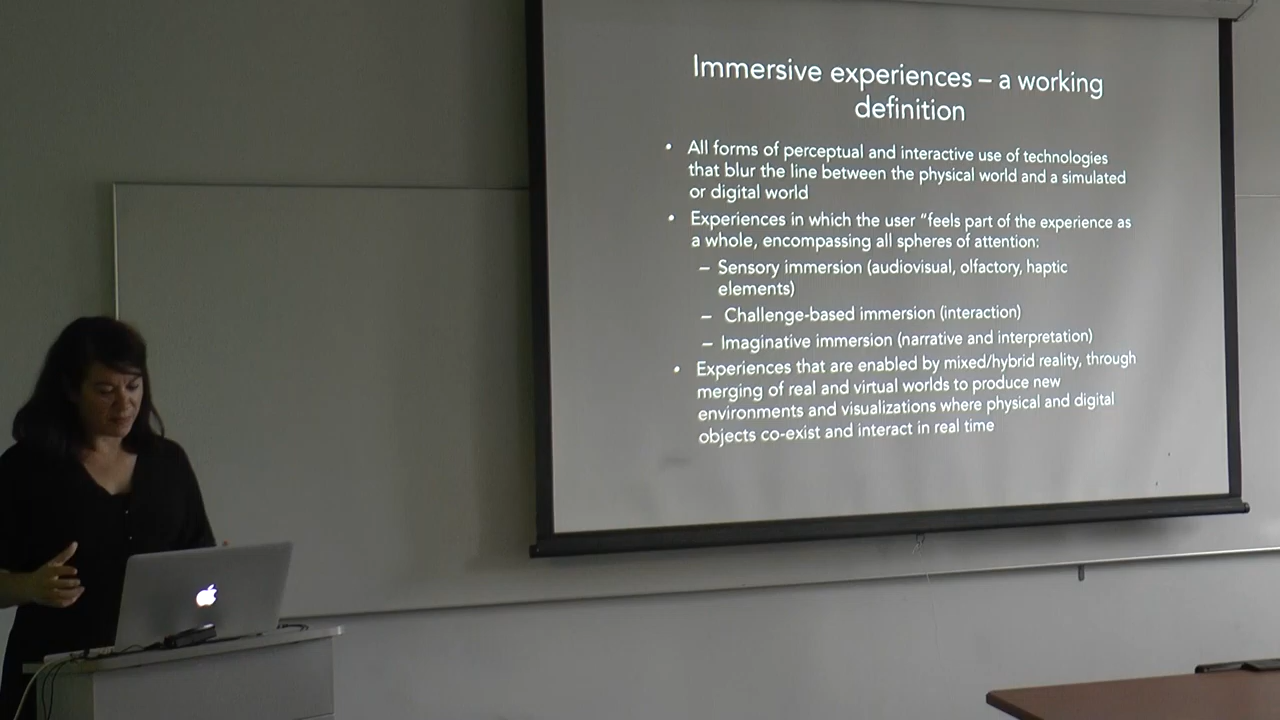 Immersive experiences – a working
definition
• All forms of perceptual and interactive use of technologies
that blur the line between the physical world and a simulated
or digital world
• Experiences in which the user “feels part of the experience as
a whole, encompassing all spheres of attention:
– Sensory immersion (audiovisual, olfactory, haptic
elements)
– Challenge-based immersion (interaction)
– Imaginative immersion (narrative and interpretation)
• Experiences that are enabled by mixed/hybrid reality, through
merging of real and virtual worlds to produce new
environments and visualizations where physical and digital
objects co-exist and interact in real time